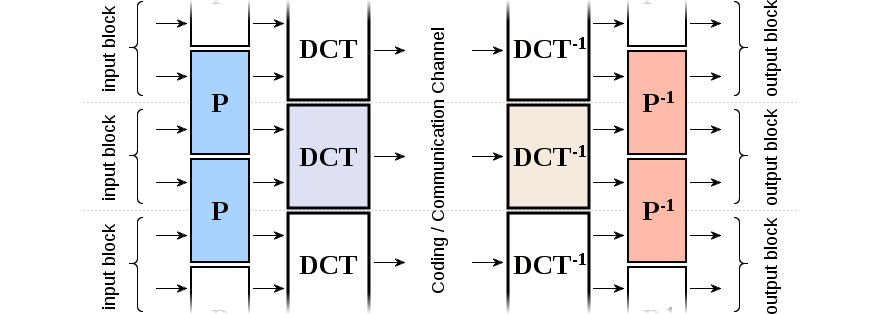 input block
DCT
DCT-1
output block
P
P-1
input block
DCT
Coding / Communication Channel
DCT-1
output block
P
P-1
input block
DCT
DCT-1
output block